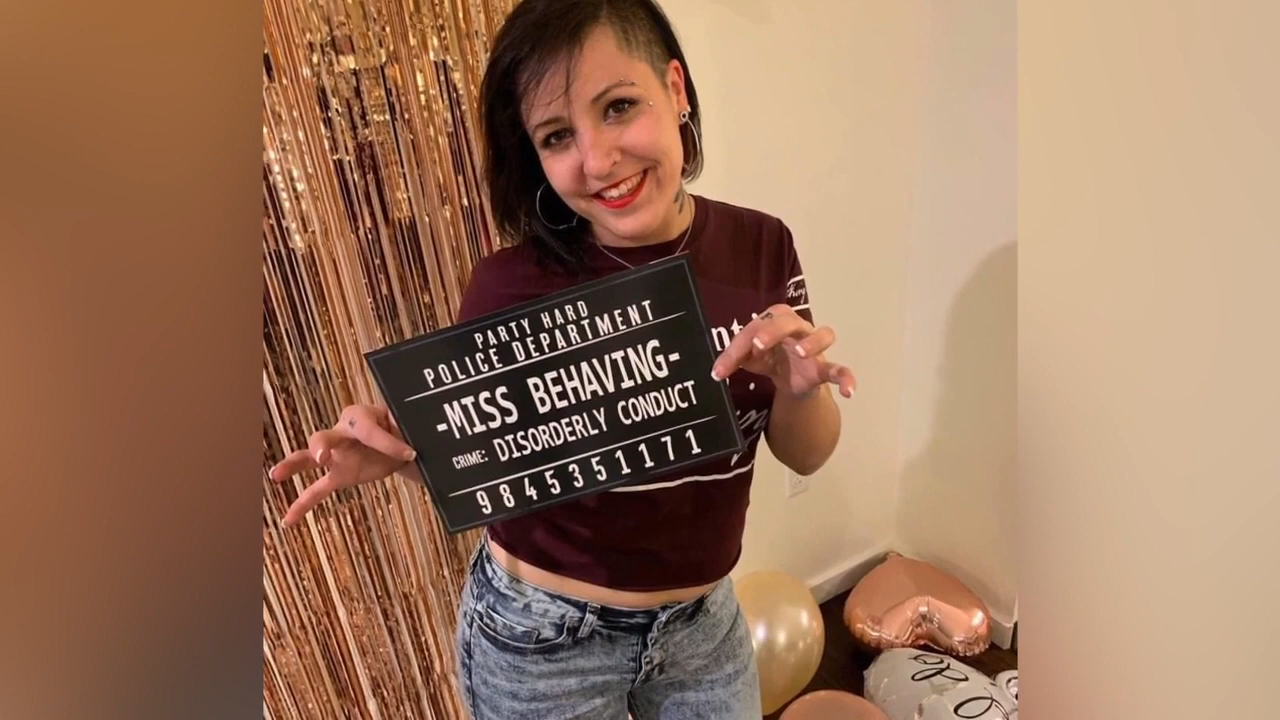 PARTY HARD
POLICE DEPARTMENT
-MISS BEHAVING-
CRIME: DISORDERLY CONDUCT
9845351171